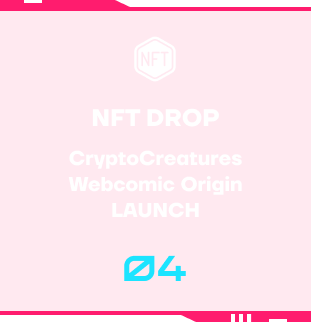 NFT
NFT DROP
CryptoCreatures
Webcomic Origin
LAUNCH
04